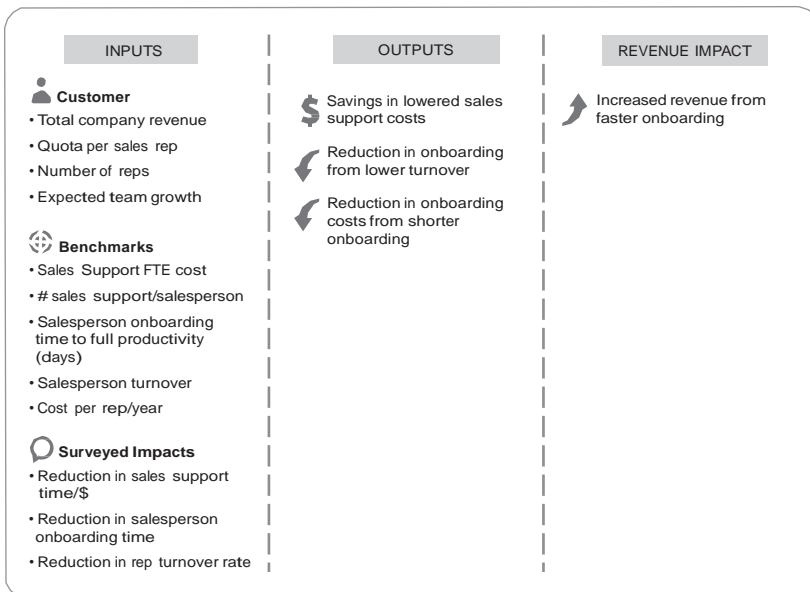 INPUTS
Customer
• Total company revenue
• Quota per sales rep
• Number of reps
• Expected team growth
Benchmarks
• Sales Support FTE cost
• # sales support/salesperson
• Salesperson onboarding
time to full productivity
(days)
• Salesperson turnover
• Cost per rep/year
Surveyed Impacts
• Reduction in sales support
time/$
• Reduction in salesperson
onboarding time
• Reduction in rep turnover rate
OUTPUTS
$ Savings in lowered sales
support costs
Reduction in onboarding
from lower turnover
Reduction in onboarding
costs from shorter
onboarding
REVENUE IMPACT
Increased revenue from
faster onboarding